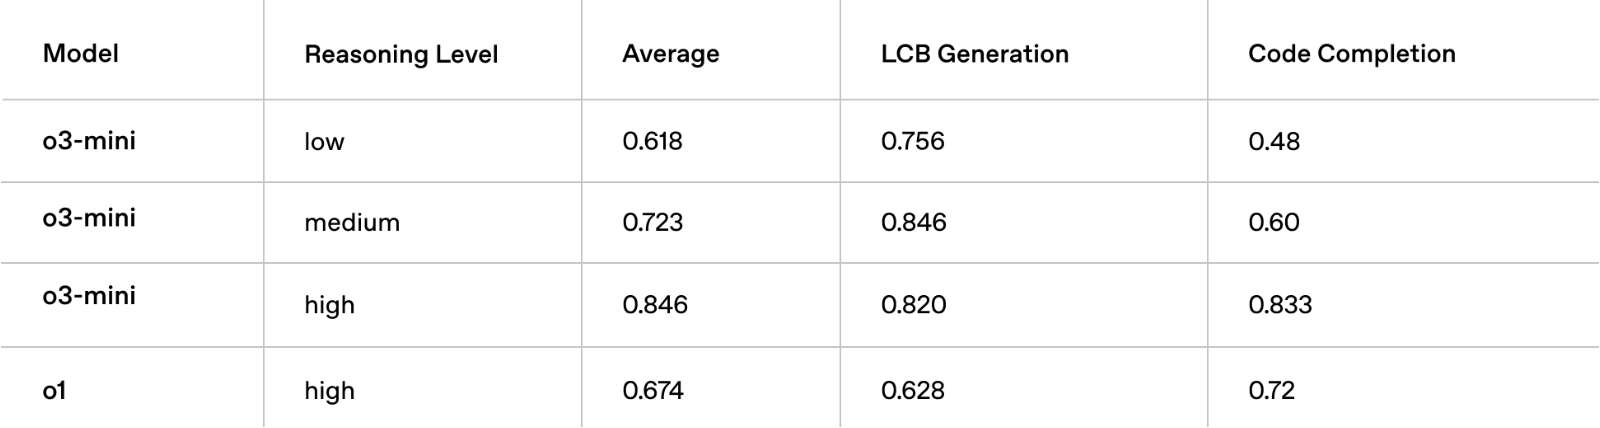 Model Reasoning Level Average LCB Generation Code Completion
o3-mini low 0.618 0.756 0.48
o3-mini medium 0.723 0.846 0.60
o3-mini high 0.846 0.820 0.833
o1 high 0.674 0.628 0.72